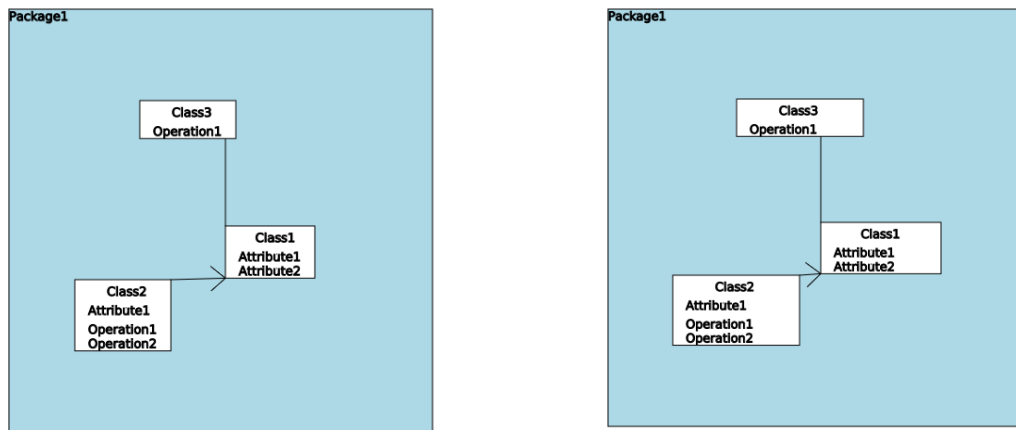 Package1
Class3
Operation1
Class1
Attribute1
Attribute2
Class2
Attribute1
Operation1
Operation2
Package1
Class3
Operation1
Class1
Attribute1
Attribute2
Class2
Attribute1
Operation1
Operation2